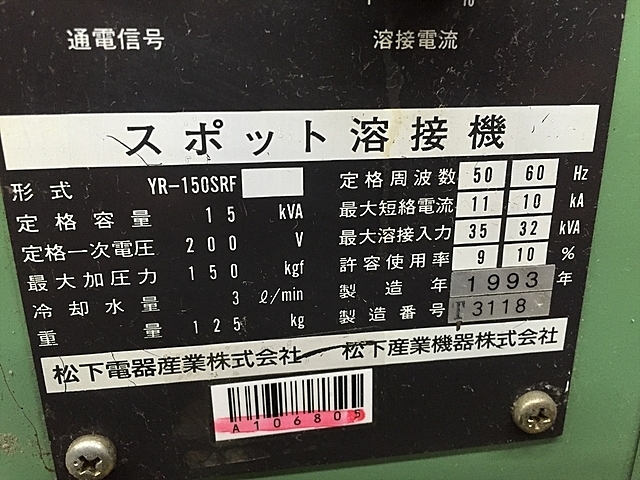 通電信号 溶接電流
スポット溶接機
形式 YR-150SRF
定格容量 15 kVA
定格一次電圧 200 V
最大加圧力 150 kgf
冷却水量 3 ℓ/min
重量 125 kg
定格周波数 50 60 Hz
最大短絡電流 11 10 kA
最大溶接入力 35 32 kVA
許容使用率 9 10 %
製造年 1993年
製造番号 T3118
松下電器産業株式会社 松下産業機器株式会社
A106805